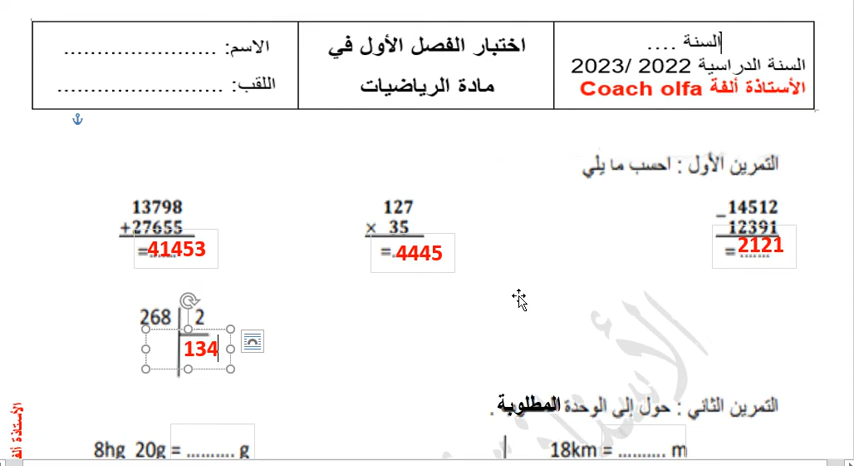 السنة ....
السنة الدراسية 2022 /2023
الأستاذة ألفة Coach olfa
اختبار الفصل الأول في
مادة الرياضيات
الاسم: .......................
اللقب: .........................
التمرين الأول : احسب ما يلي
14512
_ 12391
= 2121
127
× 35
= 4445
13798
+27655
=41453
268 2
134
التمرين الثاني : حول إلى الوحدة المطلوبة .
18km = .......... m
8hg 20g = .......... g